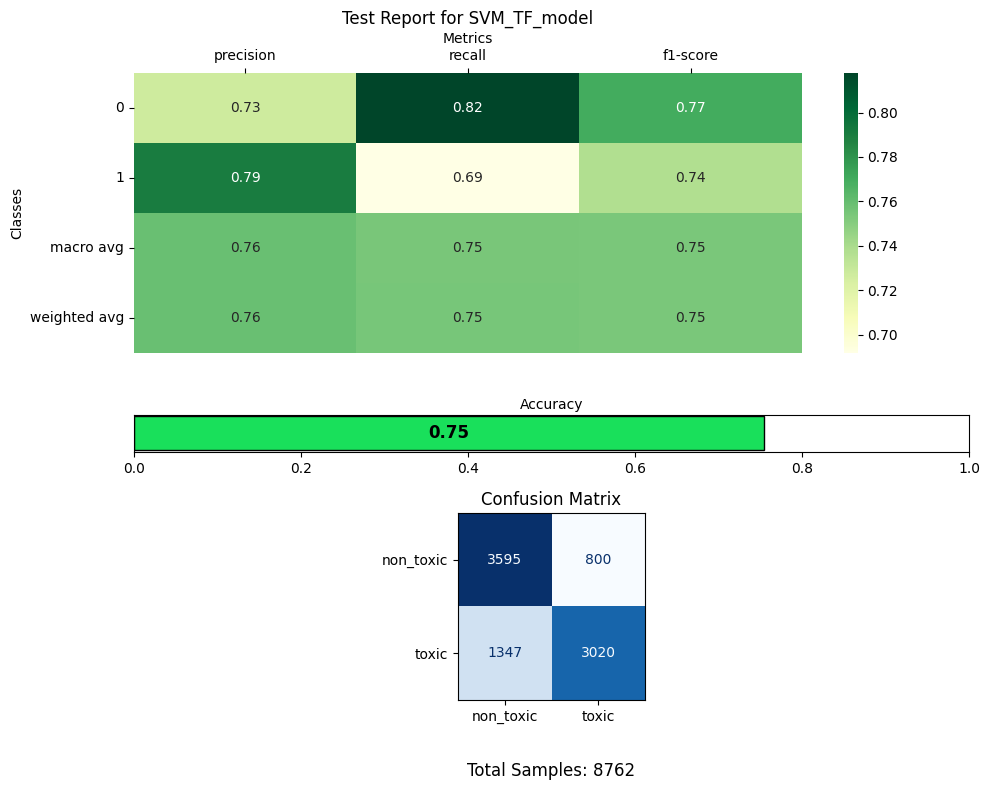 Test Report for SVM_TF_model
Metrics
precision recall f1-score
Classes
0 0.73 0.82 0.77
1 0.79 0.69 0.74
macro avg 0.76 0.75 0.75
weighted avg 0.76 0.75 0.75
0.80
0.78
0.76
0.74
0.72
0.70
Accuracy
0.75
0.0 0.2 0.4 0.6 0.8 1.0
Confusion Matrix
non_toxic 3595 800
toxic 1347 3020
non_toxic toxic
Total Samples: 8762